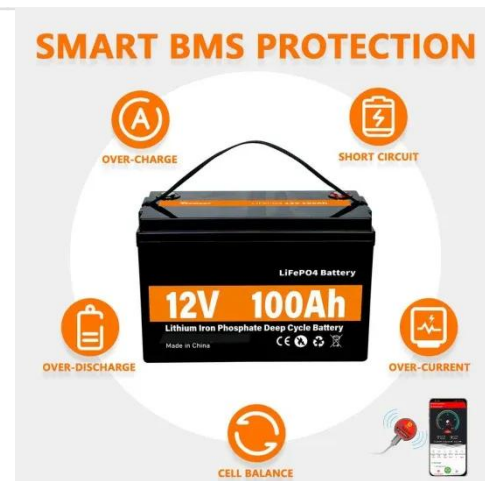 SMART BMS PROTECTION
OVER-CHARGE
SHORT CIRCUIT
LiFePO4 Battery
12V 100Ah
Lithium Iron Phosphate Deep Cycle Battery
Made in China
CE
OVER-DISCHARGE
OVER-CURRENT
CELL BALANCE